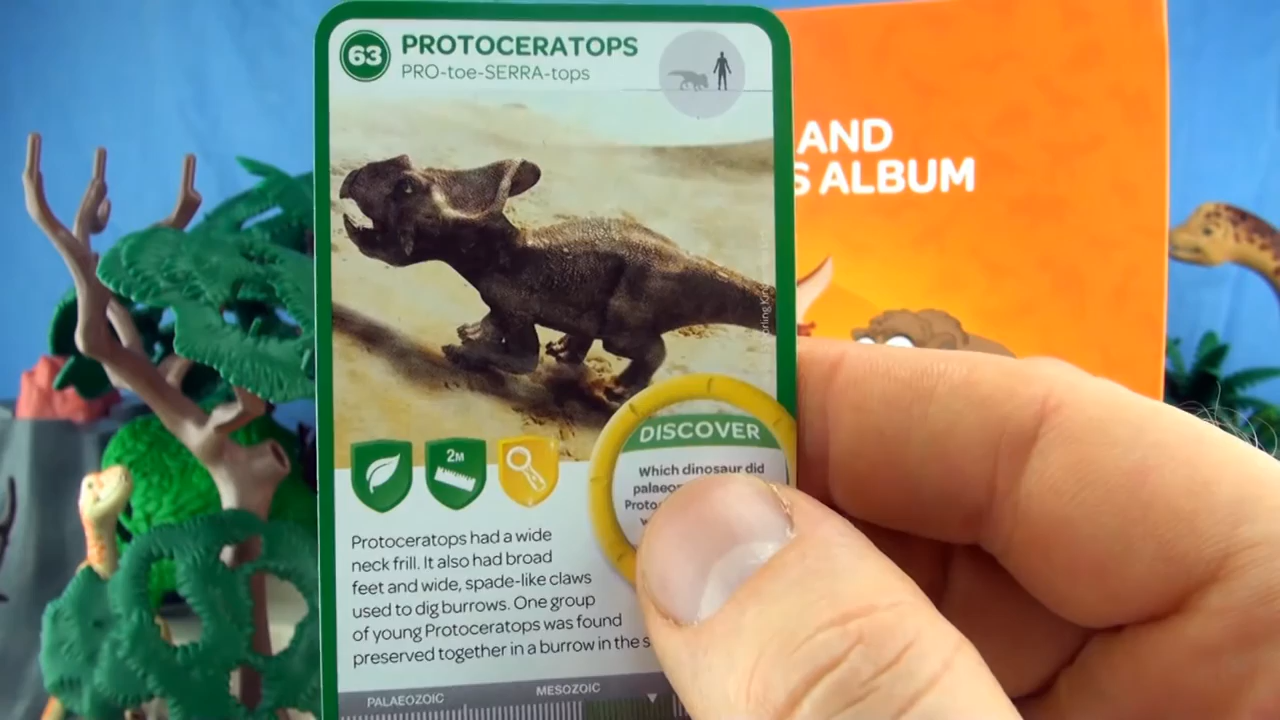 63
PROTOCERATOPS
PRO-toe-SERRA-tops
AND
S ALBUM
DISCOVER
Which dinosaur did
2M
Protoceratops had a wide
neck frill. It also had broad
feet and wide, spade-like claws
used to dig burrows. One group
of young Protoceratops was found
preserved together in a burrow in the s
PALAEOZOIC
MESOZOIC